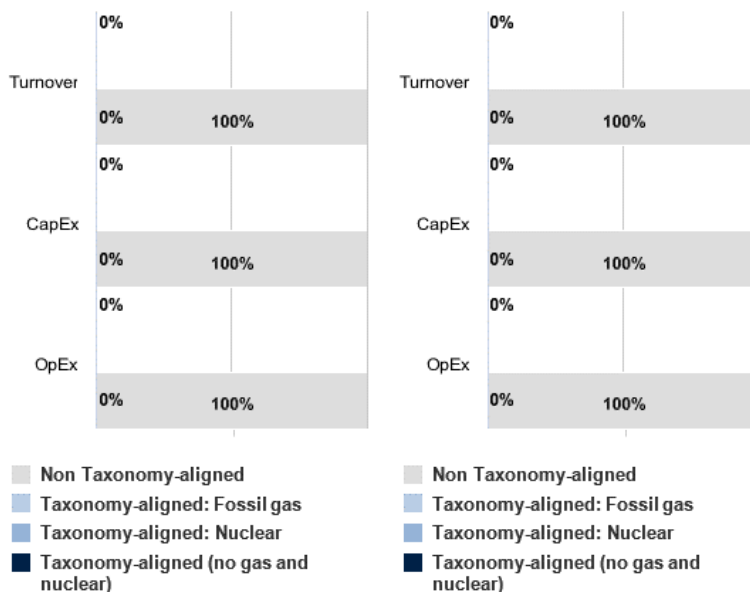 0%
Turnover
0% 100%
0%
CapEx
0% 100%
0%
OpEx
0% 100%
Non Taxonomy-aligned
Taxonomy-aligned: Fossil gas
Taxonomy-aligned: Nuclear
Taxonomy-aligned (no gas and
nuclear)
0%
Turnover
0% 100%
0%
CapEx
0% 100%
0%
OpEx
0% 100%
Non Taxonomy-aligned
Taxonomy-aligned: Fossil gas
Taxonomy-aligned: Nuclear
Taxonomy-aligned (no gas and
nuclear)